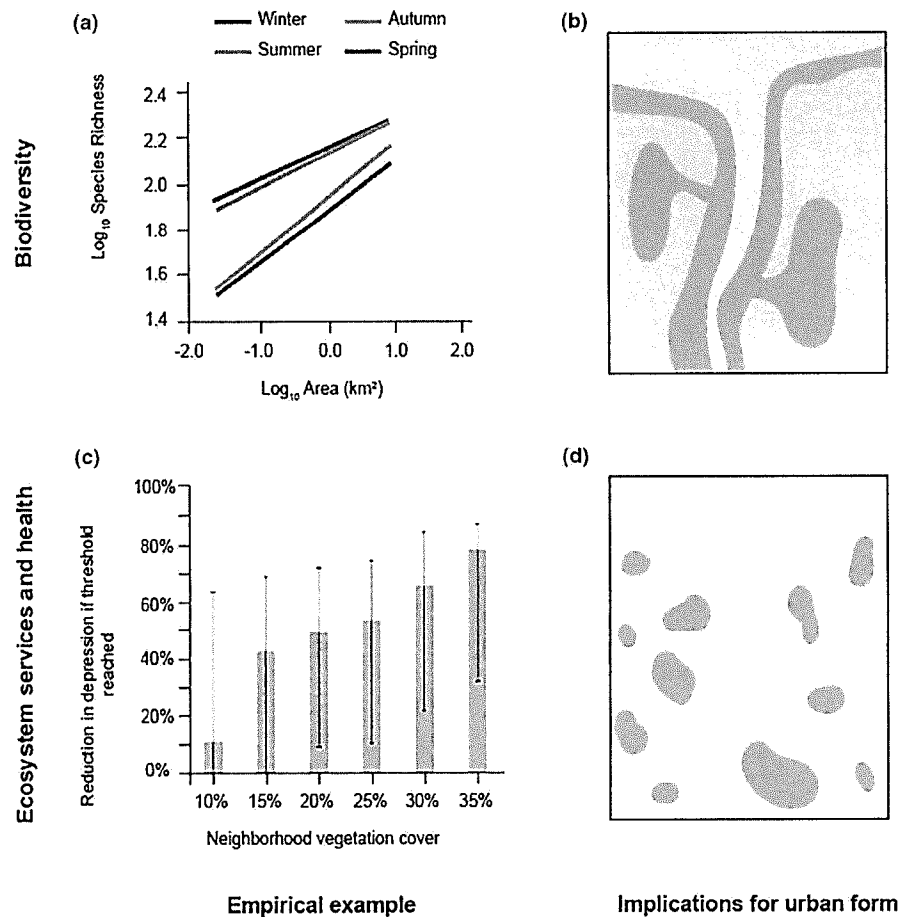 (a)
Winter
Autumn
Summer
Spring
Biodiversity
Log₁₀ Species Richness
2.4
2.2
2.0
1.8
1.6
1.4
-2.0 -1.0 0.0 1.0 2.0
Log₁₀ Area (km²)
(b)
Ecosystem services and health
(c)
Reduction in depression if threshold
reached
100%
80%
60%
40%
20%
0%
10% 15% 20% 25% 30% 35%
Neighborhood vegetation cover
(d)
Empirical example
Implications for urban form